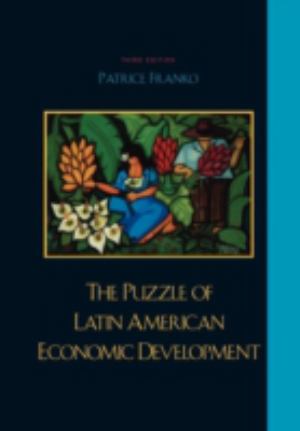 THIRD EDITION
PATRICE FRANKO
THE PUZZLE OF
LATIN AMERICAN
ECONOMIC DEVELOPMENT